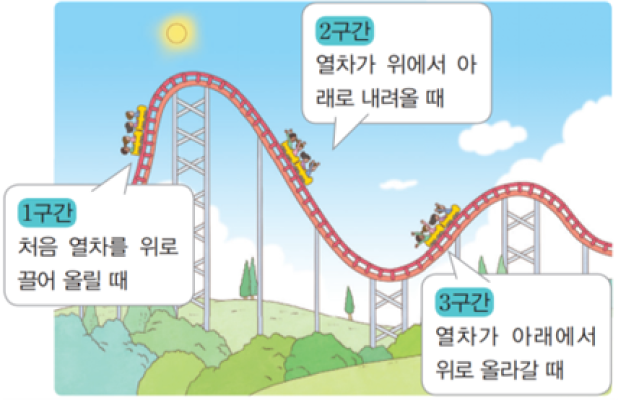 2구간
열차가 위에서 아
래로 내려올 때
1구간
처음 열차를 위로
끌어 올릴 때
3구간
열차가 아래에서
위로 올라갈 때